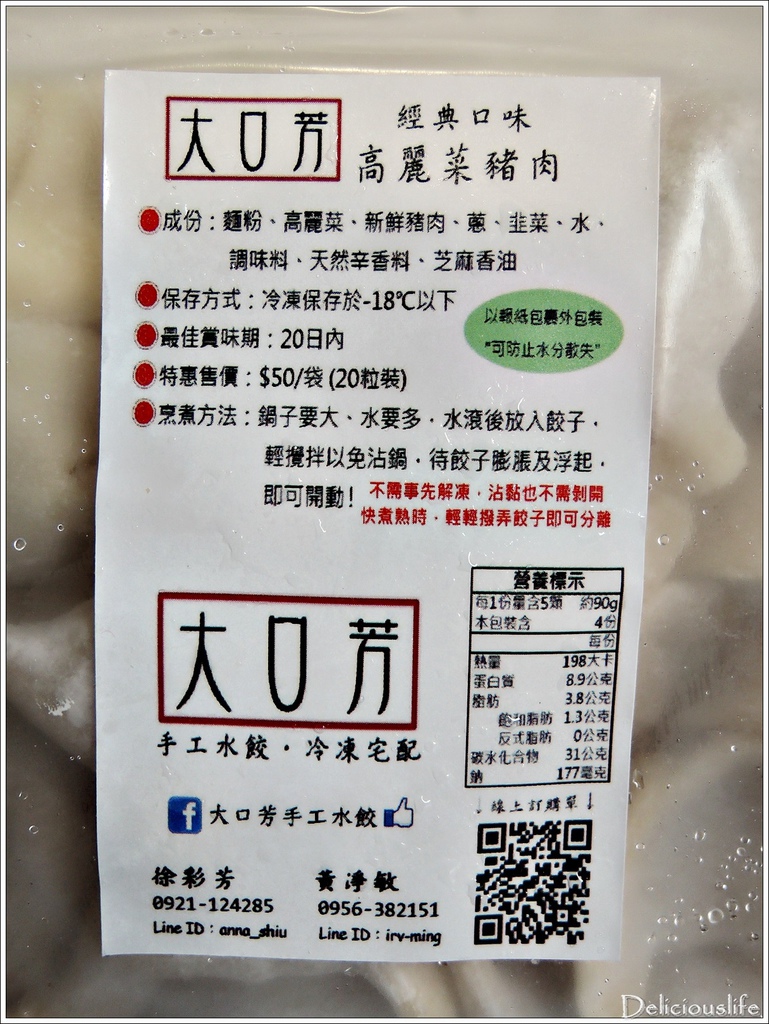 大口芳
經典口味
高麗菜豬肉
成份：麵粉、高麗菜、新鮮豬肉、蔥、韭菜、水、
調味料、天然辛香料、芝麻香油
保存方式：冷凍保存於-18℃以下
最佳賞味期：20日內
以報紙包裹外包裝
"可防止水分散失"
特惠售價：$50/袋 (20粒裝)
烹煮方法：鍋子要大、水要多，水滾後放入餃子，
輕攪拌以免沾鍋，待餃子膨脹及浮起，
即可開動！
不需事先解凍，沾黏也不需剝開
快煮熟時，輕輕撥弄餃子即可分離
大口芳
手工水餃．冷凍宅配
f 大口芳手工水餃
徐彩芳
0921-124285
Line ID：anna_shiu
黃淨敏
0956-382151
Line ID：irv-ming
營養標示
每1份量含5顆 約90g
本包裝含 4份
每份
熱量 198大卡
蛋白質 8.9公克
脂肪 3.8公克
飽和脂肪 1.3公克
反式脂肪 0公克
碳水化合物 31公克
鈉 177毫克
↓線上訂購單↓
Deliciouslife